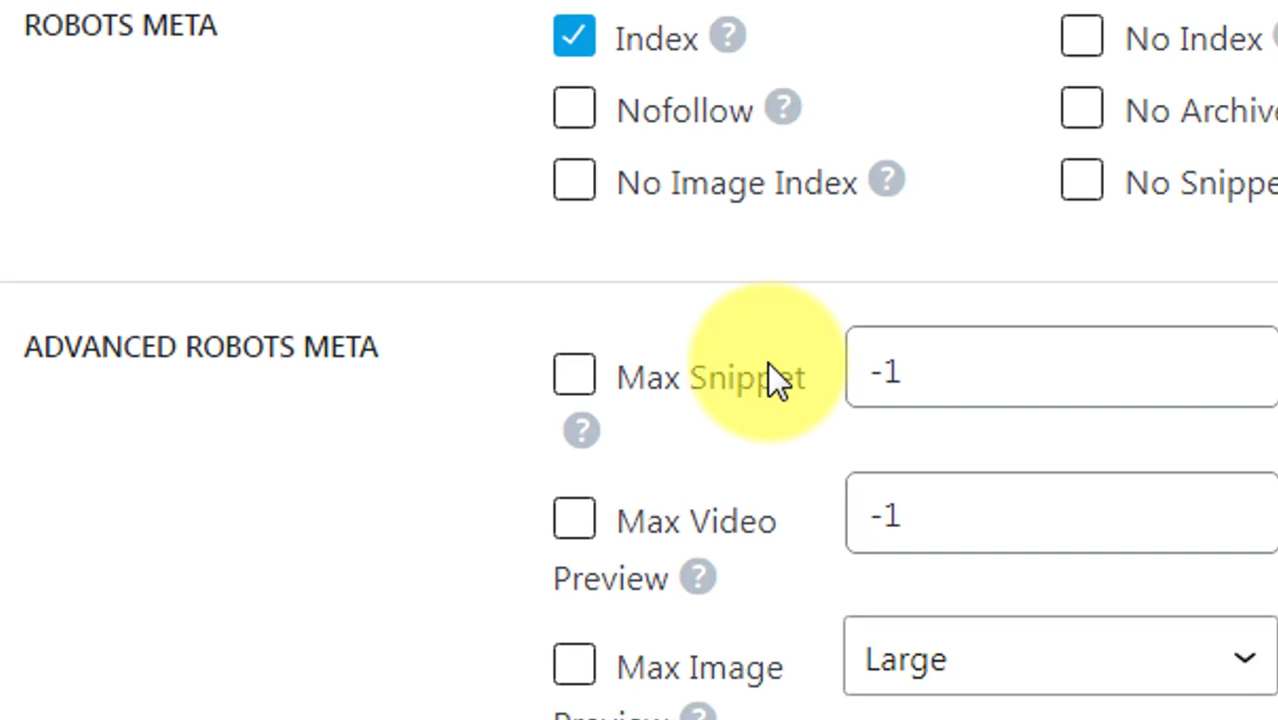 ROBOTS META
Index ?
No Index
Nofollow ?
No Archive
No Image Index ?
No Snippe
ADVANCED ROBOTS META
Max Snippet
-1
?
Max Video
-1
Preview ?
Max Image
Large
Preview ?